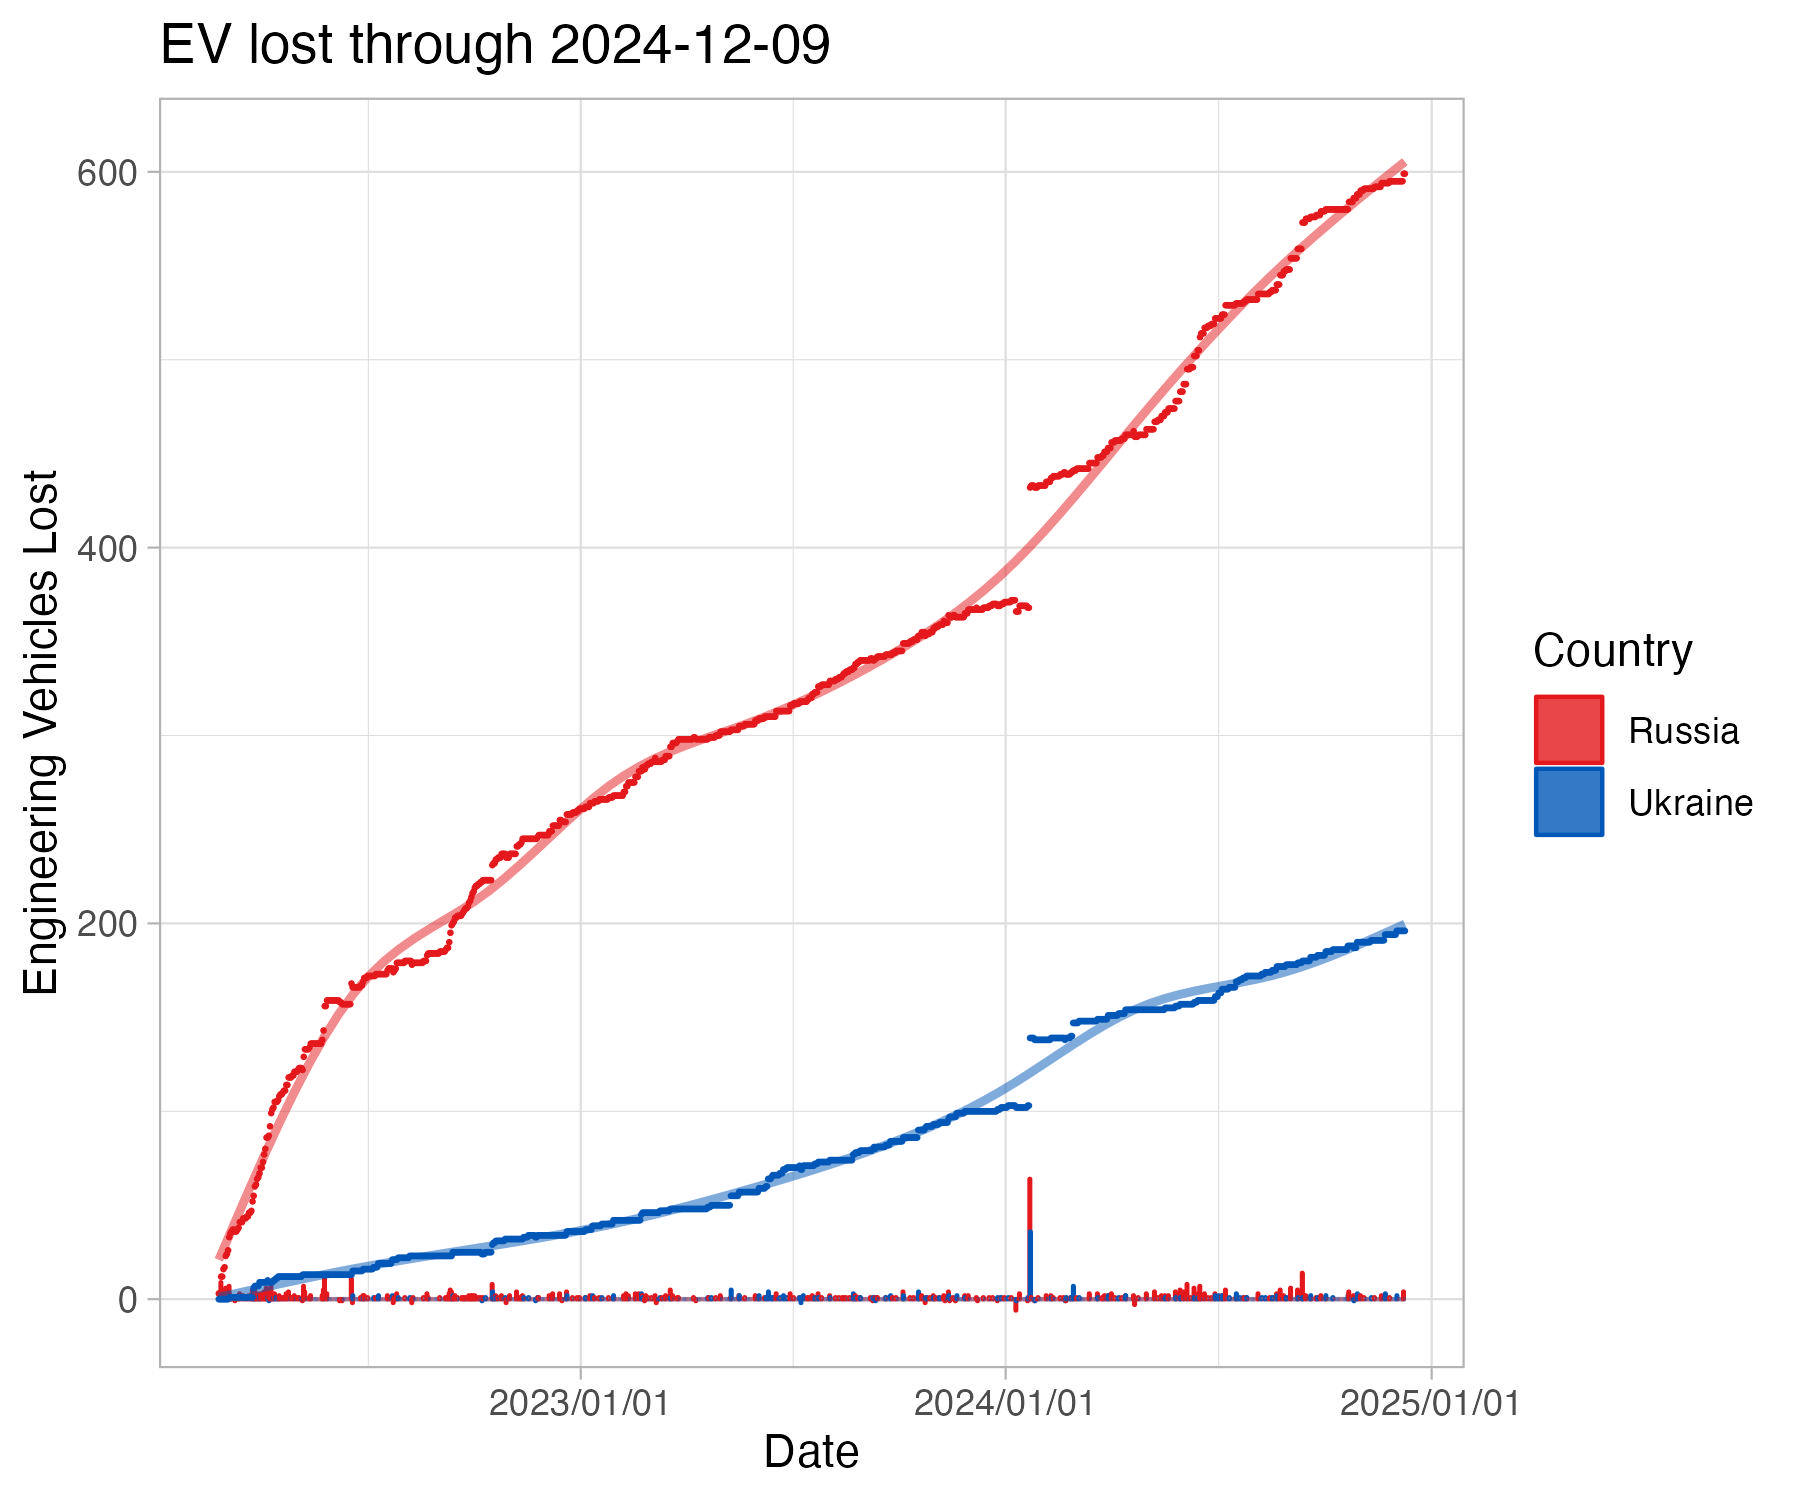 EV lost through 2024-12-09
Engineering Vehicles Lost
600
400
200
0
2023/01/01
2024/01/01
2025/01/01
Date
Country
Russia
Ukraine